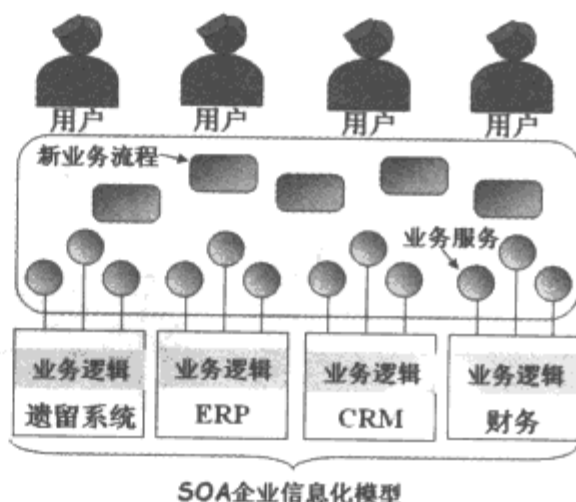 用户 用户 用户 用户
新业务流程
业务服务
业务逻辑 业务逻辑 业务逻辑 业务逻辑
遗留系统 ERP CRM 财务
SOA企业信息化模型